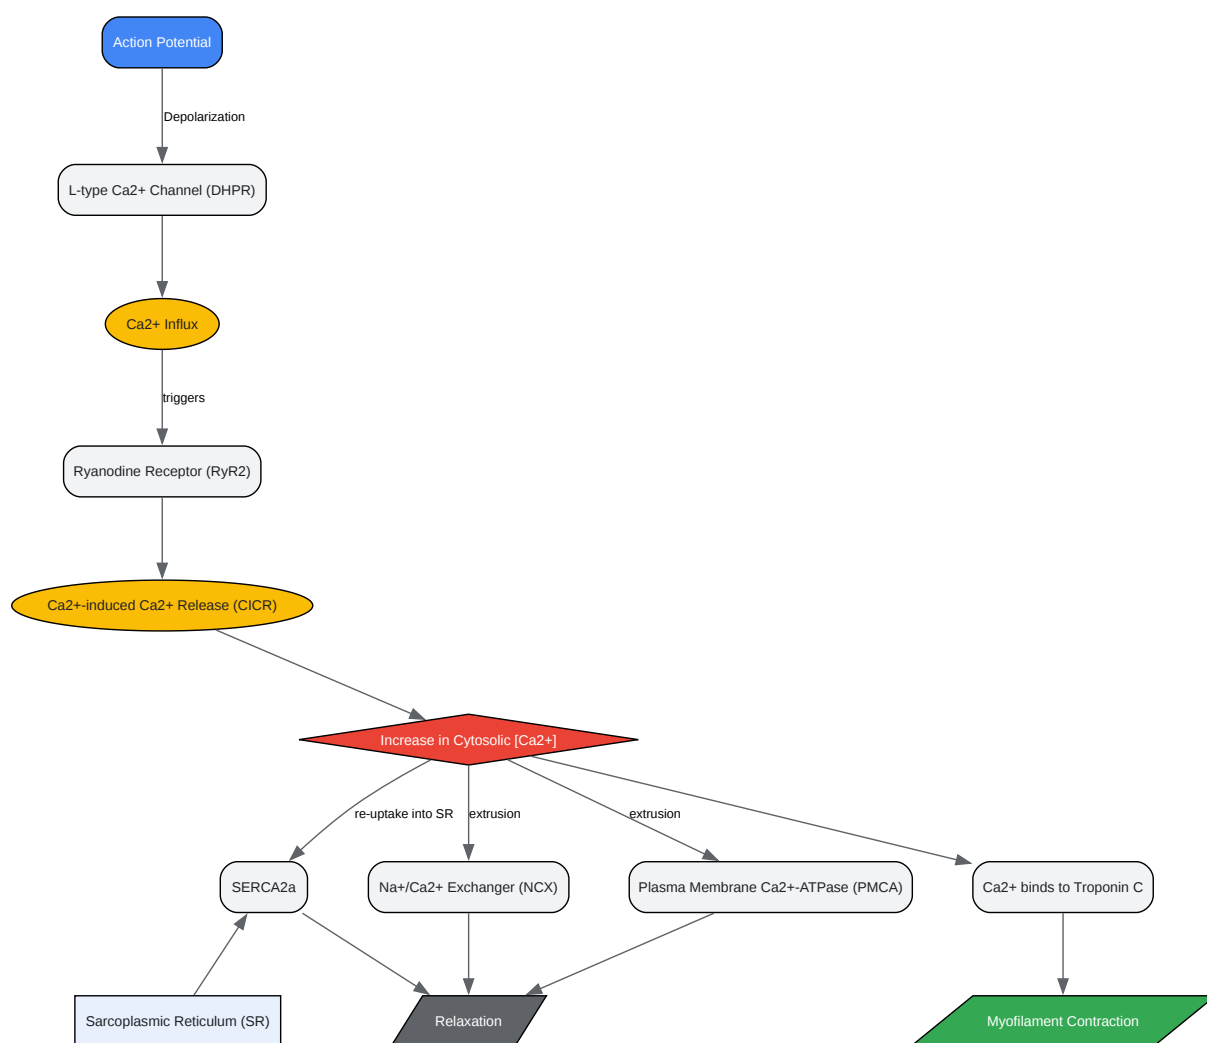 Action Potential
Depolarization
L-type Ca2+ Channel (DHPR)
Ca2+ Influx
triggers
Ryanodine Receptor (RyR2)
Ca2+-induced Ca2+ Release (CICR)
Increase in Cytosolic [Ca2+]
re-uptake into SR
extrusion
extrusion
SERCA2a
Na+/Ca2+ Exchanger (NCX)
Plasma Membrane Ca2+-ATPase (PMCA)
Ca2+ binds to Troponin C
Sarcoplasmic Reticulum (SR)
Relaxation
Myofilament Contraction